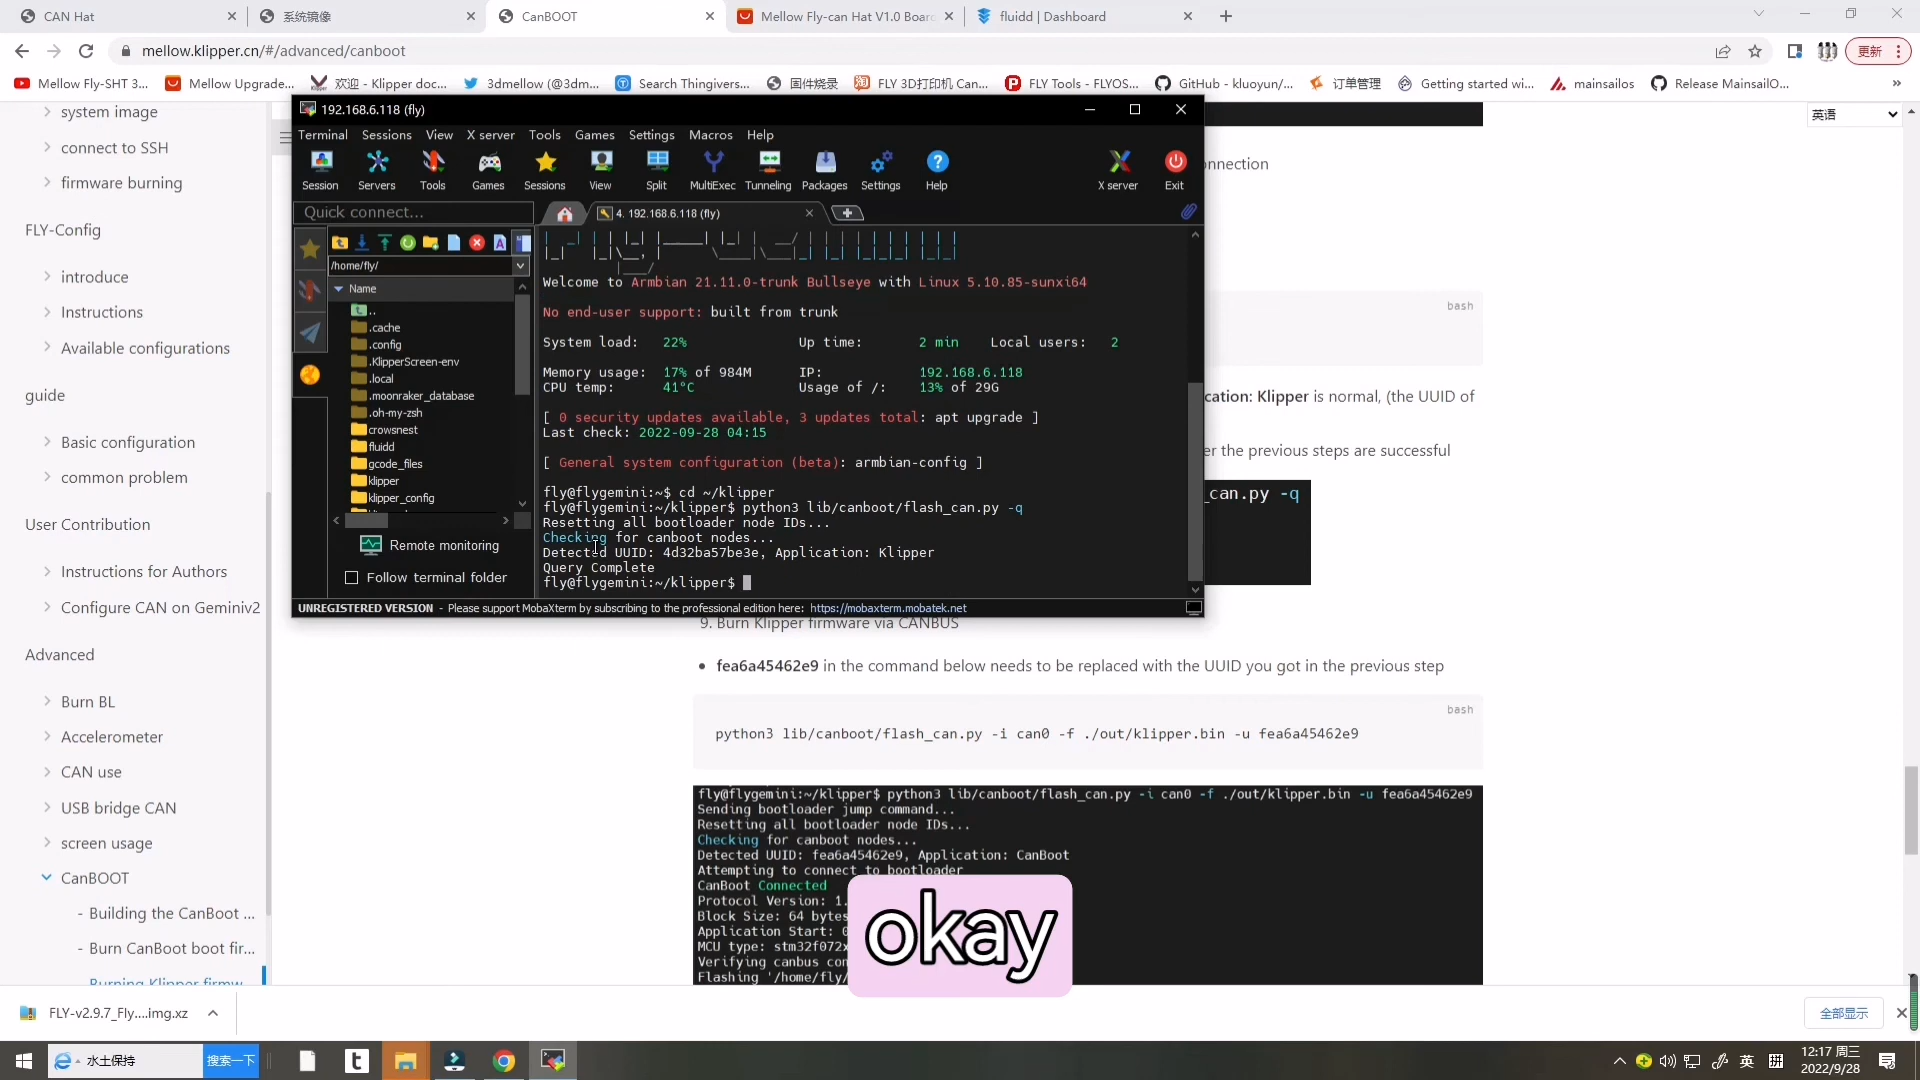 CAN Hat
系统镜像
CanBOOT
Mellow Fly-can Hat V1.0 Board
fluidd | Dashboard
mellow.klipper.cn/#/advanced/canboot
更新
Mellow Fly-SHT 3...
Mellow Upgrade...
欢迎 - Klipper doc...
3dmellow (@3dm...
Search Thingivers...
固件烧录
FLY 3D打印机 Can...
FLY Tools - FLYOS...
GitHub - kluoyun/...
订单管理
Getting started wi...
mainsailos
Release MainsailO...
»
system image
connect to SSH
firmware burning
FLY-Config
introduce
Instructions
Available configurations
guide
Basic configuration
common problem
User Contribution
Instructions for Authors
Configure CAN on Geminiv2
Advanced
Burn BL
Accelerometer
CAN use
USB bridge CAN
screen usage
CanBOOT
- Building the CanBoot ...
- Burn CanBoot boot fir...
Burning Klipper firmw
192.168.6.118 (fly)
Terminal Sessions View X server Tools Games Settings Macros Help
Session Servers Tools Games Sessions View Split MultiExec Tunneling Packages Settings Help X server Exit
Quick connect...
4. 192.168.6.118 (fly)
/home/fly/
Name
..
.cache
.config
.KlipperScreen-env
.local
.moonraker_database
.oh-my-zsh
crowsnest
fluidd
gcode_files
klipper
klipper_config
Remote monitoring
Follow terminal folder
Welcome to Armbian 21.11.0-trunk Bullseye with Linux 5.10.85-sunxi64
No end-user support: built from trunk
System load: 22% Up time: 2 min Local users: 2
Memory usage: 17% of 984M IP: 192.168.6.118
CPU temp: 41°C Usage of /: 13% of 29G
[ 0 security updates available, 3 updates total: apt upgrade ]
Last check: 2022-09-28 04:15
[ General system configuration (beta): armbian-config ]
fly@flygemini:~$ cd ~/klipper
fly@flygemini:~/klipper$ python3 lib/canboot/flash_can.py -q
Resetting all bootloader node IDs...
Checking for canboot nodes...
Detected UUID: 4d32ba57be3e, Application: Klipper
Query Complete
fly@flygemini:~/klipper$
UNREGISTERED VERSION - Please support MobaXterm by subscribing to the professional edition here: https://mobaxterm.mobatek.net
英语
nnection
bash
cation: Klipper is normal, (the UUID of
er the previous steps are successful
_can.py -q
9. Burn Klipper firmware via CANBUS
• fea6a45462e9 in the command below needs to be replaced with the UUID you got in the previous step
bash
python3 lib/canboot/flash_can.py -i can0 -f ./out/klipper.bin -u fea6a45462e9
fly@flygemini:~/klipper$ python3 lib/canboot/flash_can.py -i can0 -f ./out/klipper.bin -u fea6a45462e9
Sending bootloader jump command...
Resetting all bootloader node IDs...
Checking for canboot nodes...
Detected UUID: fea6a45462e9, Application: CanBoot
Attempting to connect to bootloader
CanBoot Connected
Protocol Version: 1.
Block Size: 64 bytes
Application Start: 0
MCU type: stm32f072x
Verifying canbus con
Flashing '/home/fly/
okay
FLY-v2.9.7_Fly....img.xz
全部显示
水土保持
搜索一下
英
12:17 周三
2022/9/28